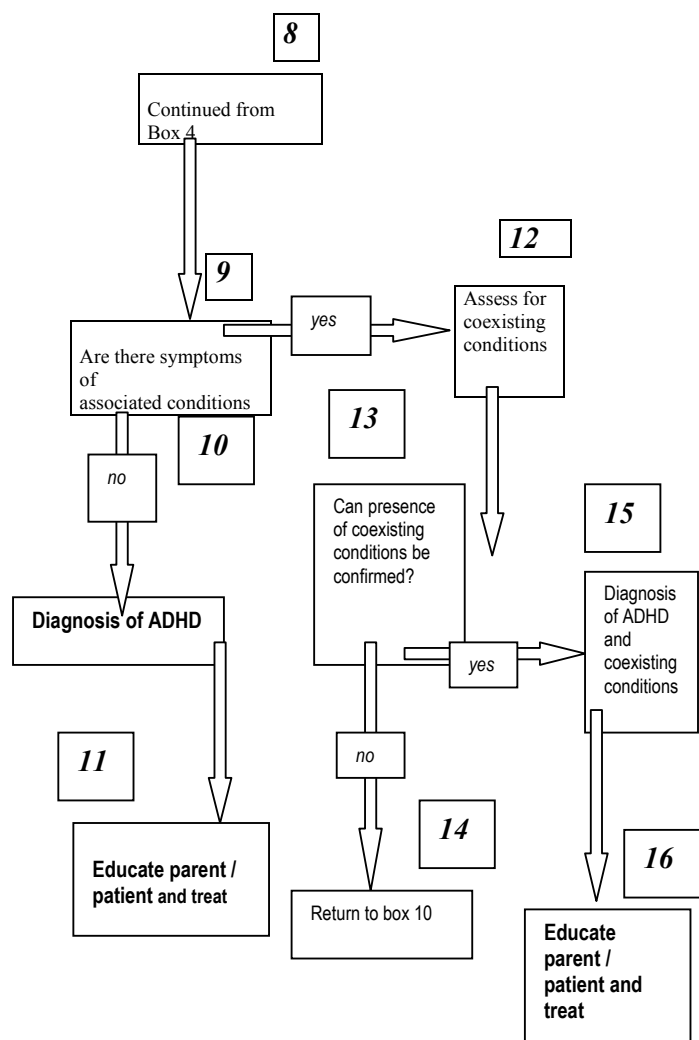 8
Continued from
Box 4
9
Are there symptoms
of
associated conditions
yes
12
Assess for
coexisting
conditions
10
no
Diagnosis of ADHD
11
Educate parent /
patient and treat
13
Can presence
of coexisting
conditions be
confirmed?
yes
no
14
Return to box 10
15
Diagnosis
of ADHD
and
coexisting
conditions
16
Educate
parent /
patient and
treat